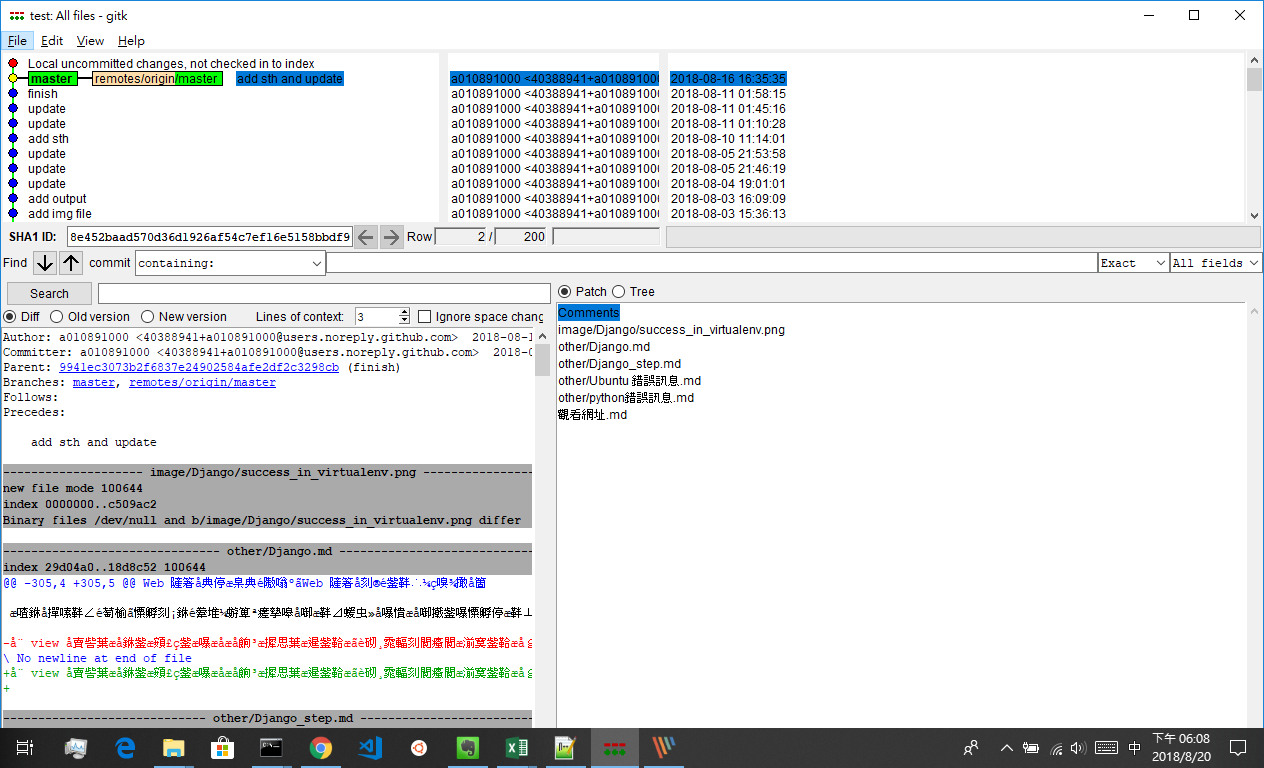 test: All files - gitk
File Edit View Help
Local uncommitted changes, not checked in to index
master remotes/origin/master add sth and update a010891000 <40388941+a01089100 2018-08-16 16:35:35
finish a010891000 <40388941+a01089100 2018-08-11 01:58:15
update a010891000 <40388941+a01089100 2018-08-11 01:45:16
update a010891000 <40388941+a01089100 2018-08-11 01:10:28
add sth a010891000 <40388941+a01089100 2018-08-10 11:14:01
update a010891000 <40388941+a01089100 2018-08-05 21:53:58
update a010891000 <40388941+a01089100 2018-08-05 21:46:19
update a010891000 <40388941+a01089100 2018-08-04 19:01:01
add output a010891000 <40388941+a01089100 2018-08-03 16:09:09
add img file a010891000 <40388941+a01089100 2018-08-03 15:36:13
SHA1 ID: 8e452baad570d36d1926af54c7ef16e5158bbdf9 Row 2 / 200
Find commit containing: Exact All fields
Search
Patch Tree
Diff Old version New version Lines of context: 3 Ignore space chang
Comments
image/Django/success_in_virtualenv.png
other/Django.md
other/Django_step.md
other/Ubuntu 錯誤訊息.md
other/python錯誤訊息.md
觀看網址.md
Author: a010891000 <40388941+a010891000@users.noreply.github.com> 2018-08-1
Committer: a010891000 <40388941+a010891000@users.noreply.github.com> 2018-0
Parent: 9941ec3073b2f6837e24902584afe2df2c3298cb (finish)
Branches: master, remotes/origin/master
Follows:
Precedes:
add sth and update
-------------------- image/Django/success_in_virtualenv.png ----------------
new file mode 100644
index 0000000..c509ac2
Binary files /dev/null and b/image/Django/success_in_virtualenv.png differ
------------------------------- other/Django.md ----------------------------
index 29d04a0..18d8c52 100644
@@ -305,4 +305,5 @@ Web
-å¨ view
\ No newline at end of file
+å¨ view
+
----------------------------- other/Django_step.md -------------------------
中
下午 06:08
2018/8/20